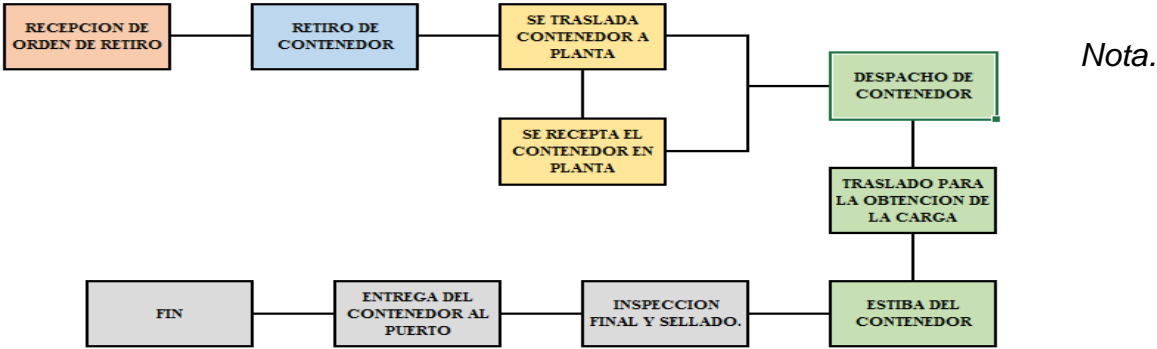 RECEPCION DE
ORDEN DE RETIRO
RETIRO DE
CONTENEDOR
SE TRASLADA
CONTENEDOR A
PLANTA
SE RECEPTA EL
CONTENEDOR EN
PLANTA
DESPACHO DE
CONTENEDOR
Nota.
TRASLADO PARA
LA OBTENCION DE
LA CARGA
ESTIBA DEL
CONTENEDOR
INSPECCION
FINAL Y SELLADO.
ENTREGA DEL
CONTENEDOR AL
PUERTO
FIN